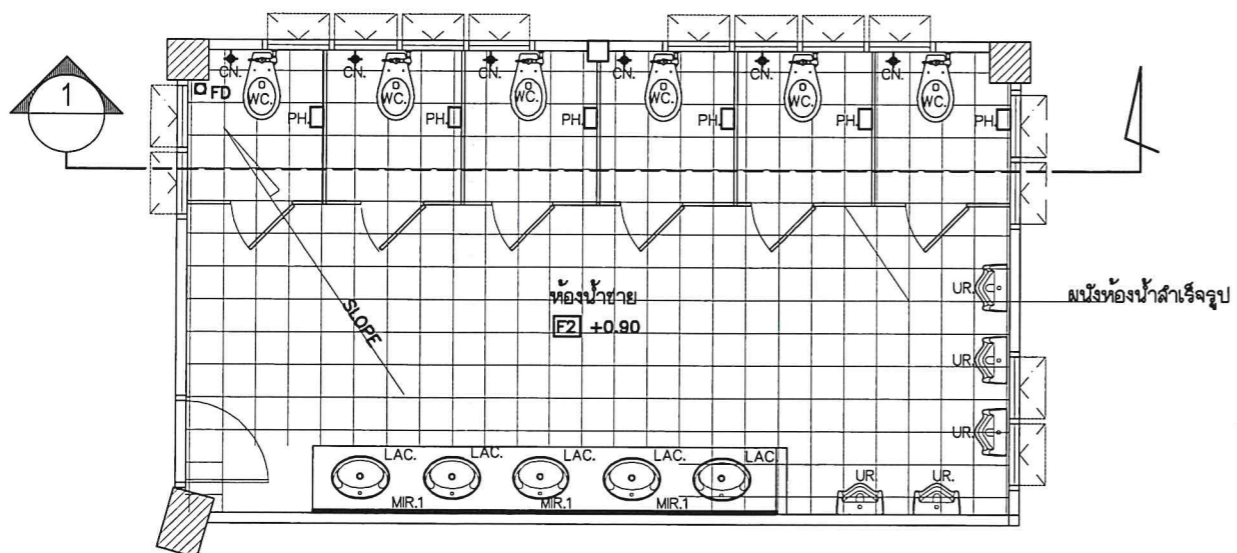 1
CN. CN. CN. CN. CN. CN.
FD WC. WC. WC. WC. WC. WC.
PH. PH. PH. PH. PH. PH.
SLOPE
ห้องน้ำชาย
F2 +0.90
UR.
ผนังห้องน้ำสำเร็จรูป
UR.
UR.
LAC. LAC. LAC. LAC. LAC
UR. UR.
MIR.1 MIR.1 MIR.1